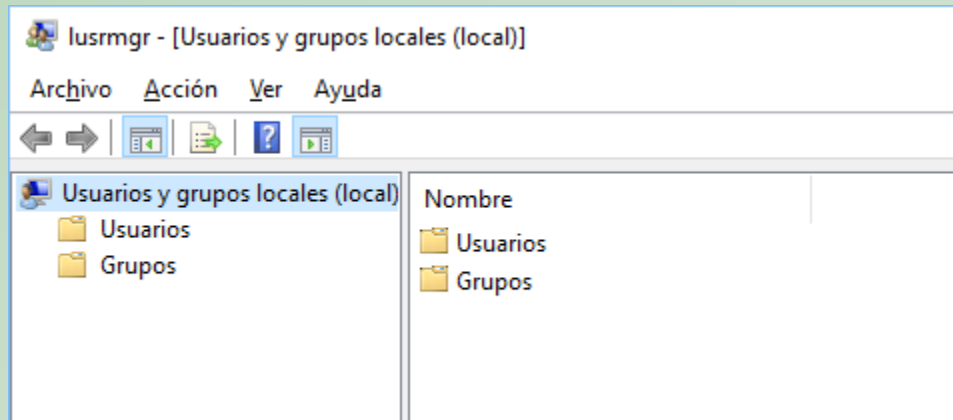 lusrmgr - [Usuarios y grupos locales (local)]
Archivo Acción Ver Ayuda
Usuarios y grupos locales (local)
Usuarios
Grupos
Nombre
Usuarios
Grupos